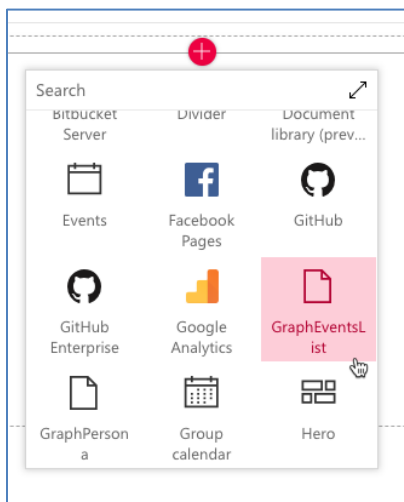 Search
Bitbucket Divider Document
Server library (prev...
Events Facebook GitHub
Pages
GitHub Google GraphEventsL
Enterprise Analytics ist
GraphPerson Group Hero
a calendar